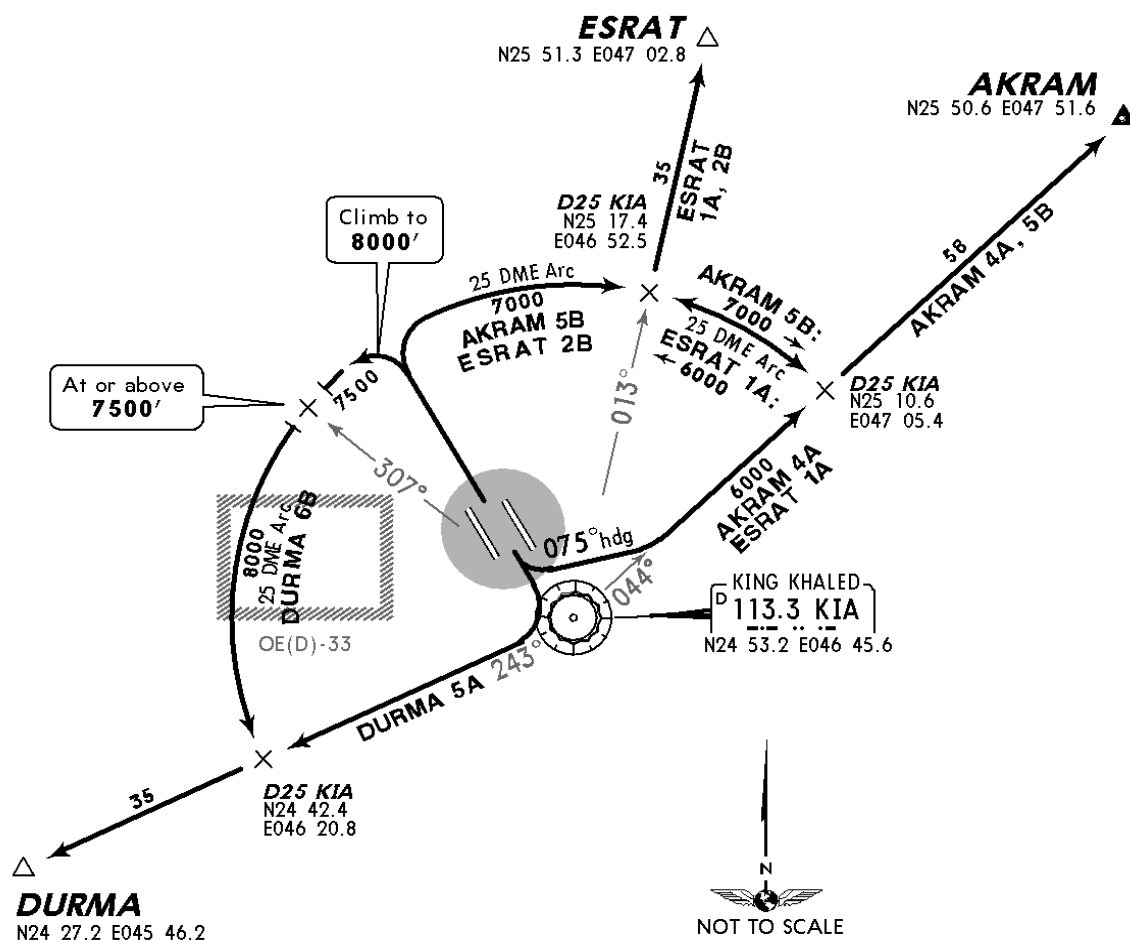 ESRAT
N25 51.3 E047 02.8
AKRAM
N25 50.6 E047 51.6
35
ESRAT
1A, 2B
58
AKRAM 4A, 5B
D25 KIA
N25 17.4
E046 52.5
Climb to
8000'
25 DME Arc
7000
AKRAM 5B
ESRAT 2B
AKRAM 5B:
7000
25 DME Arc
ESRAT 1A:
6000
At or above
7500'
7500
D25 KIA
N25 10.6
E047 05.4
013°
307°
6000
AKRAM 4A
ESRAT 1A
8000
25 DME Arc
DURMA 6B
OE(D)-33
075° hdg
044°
KING KHALED
D 113.3 KIA
N24 53.2 E046 45.6
243°
DURMA 5A
D25 KIA
N24 42.4
E046 20.8
35
DURMA
N24 27.2 E045 46.2
N
NOT TO SCALE